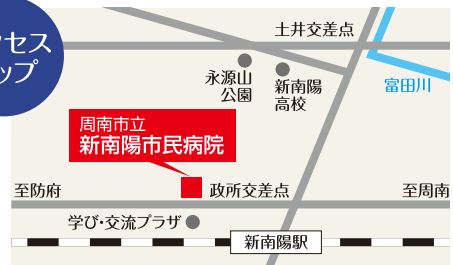 クセス
ップ
土井交差点
永源山
公園
新南陽
高校
富田川
周南市立
新南陽市民病院
至防府
政所交差点
至周南
学び・交流プラザ
新南陽駅